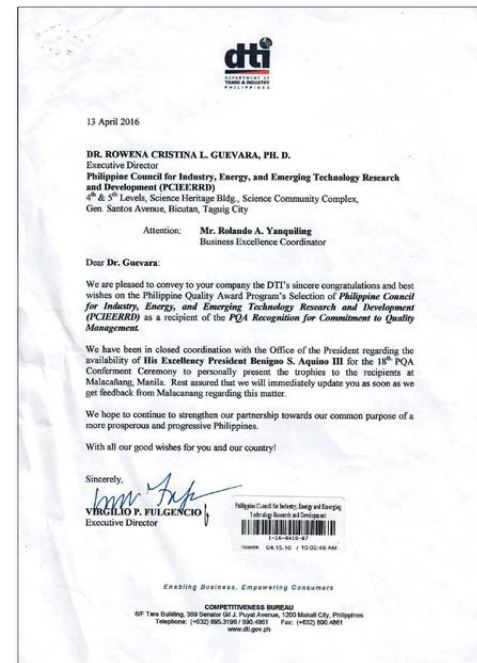 dti
DEPARTMENT OF
TRADE & INDUSTRY
PHILIPPINES
13 April 2016
DR. ROWENA CRISTINA L. GUEVARA, PH. D.
Executive Director
Philippine Council for Industry, Energy, and Emerging Technology Research
and Development (PCIEERRD)
4th & 5th Levels, Science Heritage Bldg., Science Community Complex,
Gen. Santos Avenue, Bicutan, Taguig City
Attention: Mr. Rolando A. Yanquiling
Business Excellence Coordinator
Dear Dr. Guevara:
We are pleased to convey to your company the DTI's sincere congratulations and best
wishes on the Philippine Quality Award Program's Selection of Philippine Council
for Industry, Energy, and Emerging Technology Research and Development
(PCIEERRD) as a recipient of the PQA Recognition for Commitment to Quality
Management.
We have been in closed coordination with the Office of the President regarding the
availability of His Excellency President Benigno S. Aquino III for the 18th PQA
Conferment Ceremony to personally present the trophies to the recipients at
Malacañang, Manila. Rest assured that we will immediately update you as soon as we
get feedback from Malacanang regarding this matter.
We hope to continue to strengthen our partnership towards our common purpose of a
more prosperous and progressive Philippines.
With all our good wishes for you and our country!
Sincerely,
VIRGILIO P. FULGENCIO
Executive Director
Philippine Council for Industry, Energy and Emerging
Technology Research and Development
04.15.16 / 10:02:49 AM
Enabling Business, Empowering Consumers
COMPETITIVENESS BUREAU
6/F Tara Building, 389 Senator Gil J. Puyat Avenue, 1200 Makati City, Philippines
Telephone: (+632) 895.3198 / 890.4861 Fax: (+632) 890.4861
www.dti.gov.ph